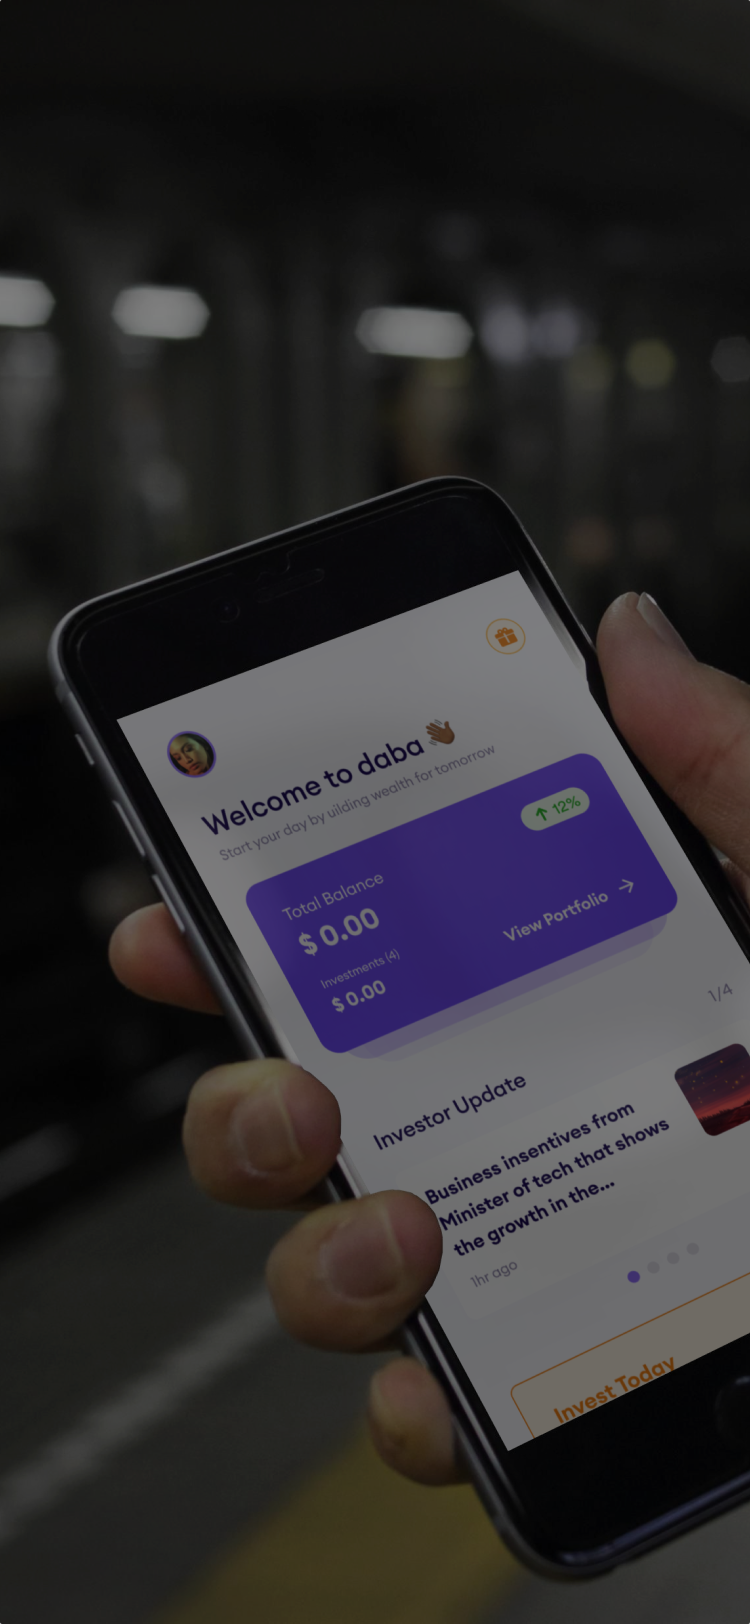 Welcome to daba 👋🏾
Start your day by uilding wealth for tomorrow
↑ 12%
Total Balance
$ 0.00
View Portfolio →
Investments (4)
$ 0.00
1/4
Investor Update
Business insentives from
Minister of tech that shows
the growth in the...
1hr ago
Invest Today